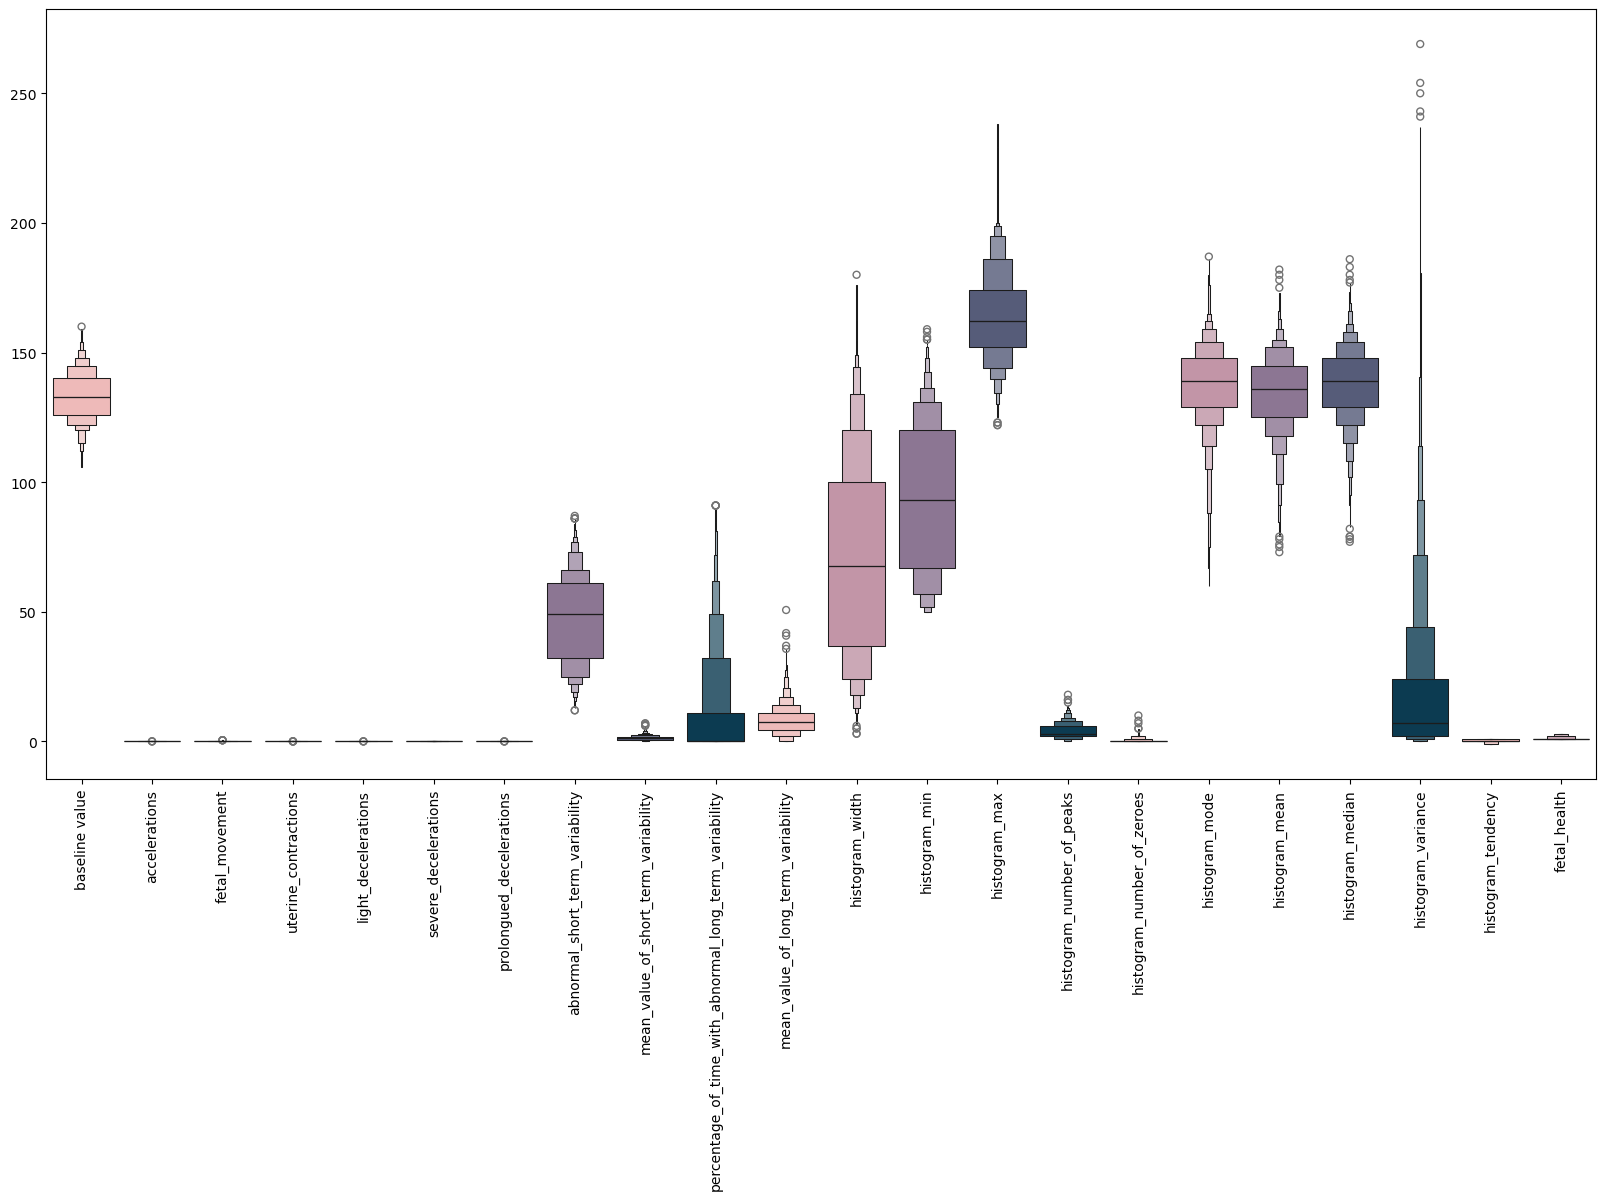 250
200
150
100
50
0
baseline value
accelerations
fetal_movement
uterine_contractions
light_decelerations
severe_decelerations
prolongued_decelerations
abnormal_short_term_variability
mean_value_of_short_term_variability
percentage_of_time_with_abnormal_long_term_variability
mean_value_of_long_term_variability
histogram_width
histogram_min
histogram_max
histogram_number_of_peaks
histogram_number_of_zeroes
histogram_mode
histogram_mean
histogram_median
histogram_variance
histogram_tendency
fetal_health